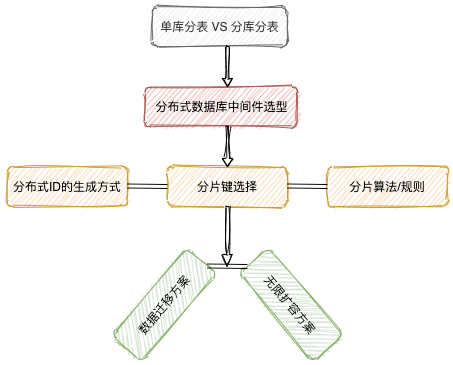 单库分表 VS 分库分表
分布式数据库中间件选型
分布式ID的生成方式
分片键选择
分片算法/规则
数据迁移方案
无限扩容方案